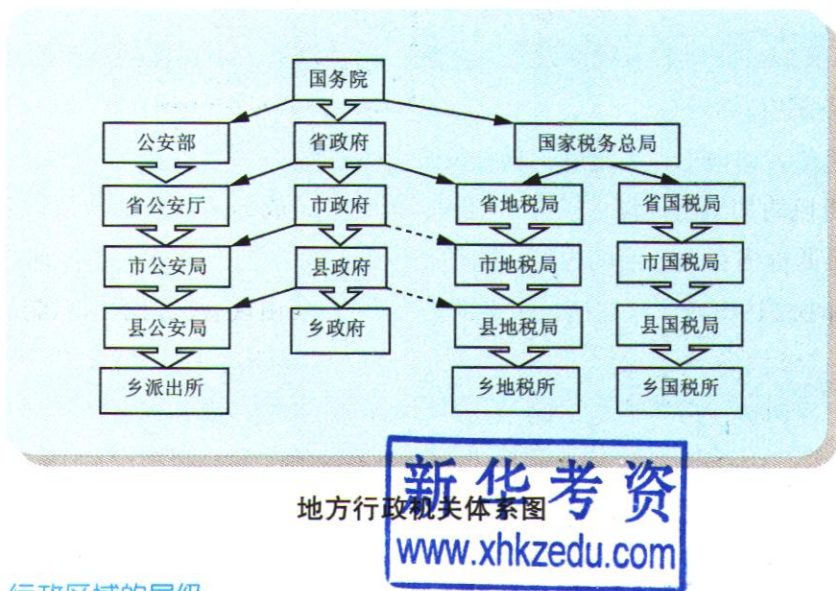 国务院
公安部 省政府 国家税务总局
省公安厅 市政府 省地税局 省国税局
市公安局 县政府 市地税局 市国税局
县公安局 乡政府 县地税局 县国税局
乡派出所 乡地税所 乡国税所
地方行政机关体系图
新华考资
www.xhkzedu.com